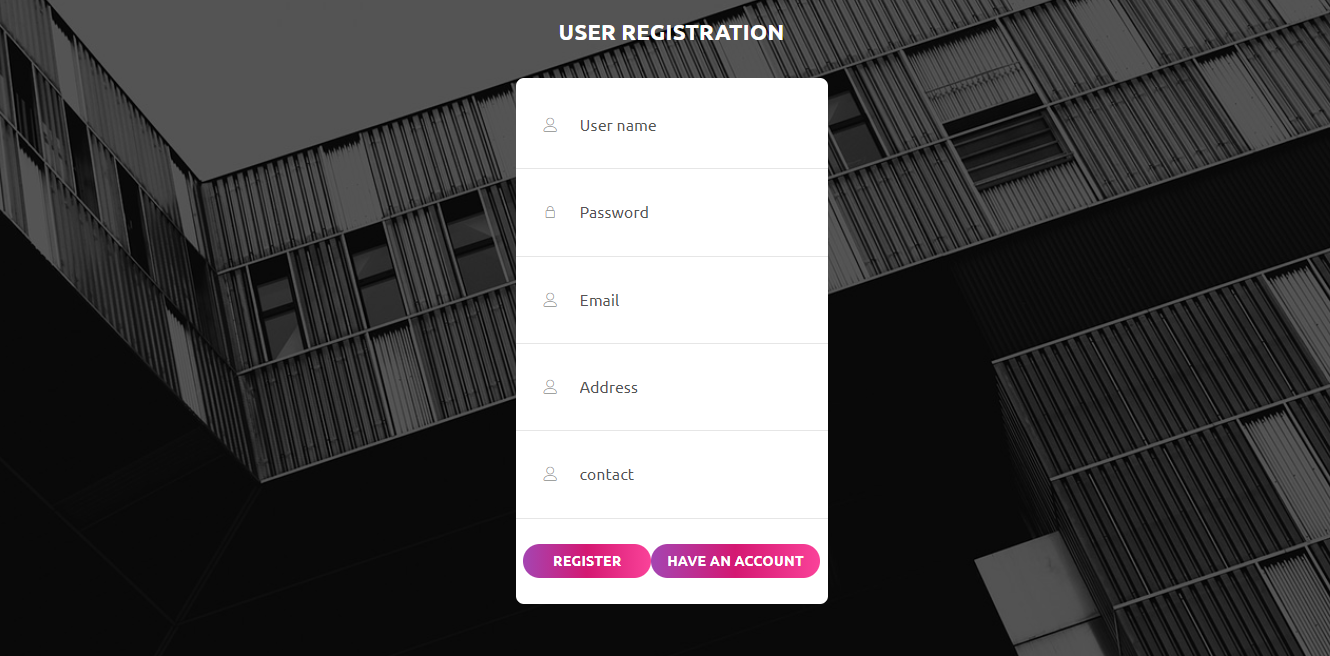 USER REGISTRATION
User name
Password
Email
Address
contact
REGISTER HAVE AN ACCOUNT